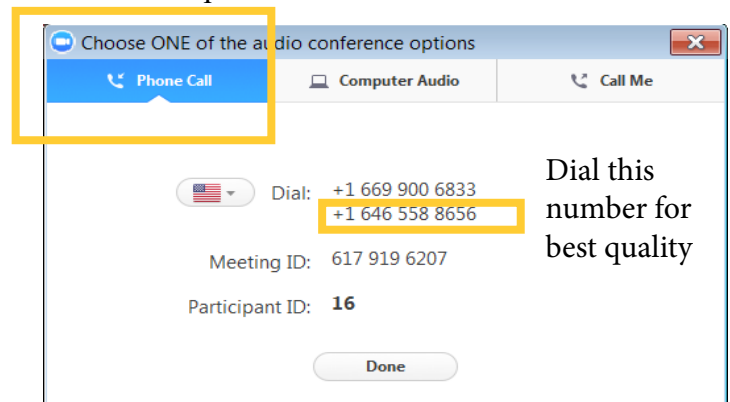 Choose ONE of the audio conference options
Phone Call
Computer Audio
Call Me
Dial: +1 669 900 6833
+1 646 558 8656
Dial this
number for
best quality
Meeting ID: 617 919 6207
Participant ID: 16
Done